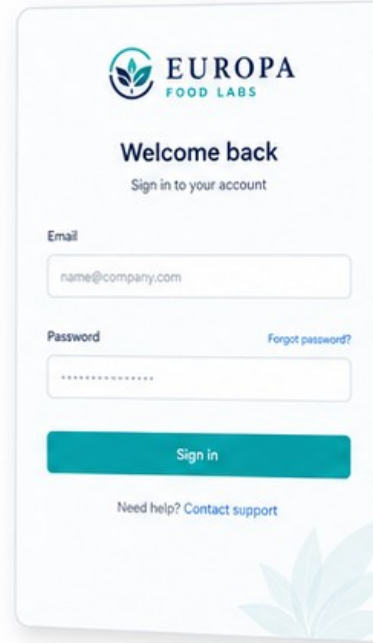 EUROPA
FOOD LABS
Welcome back
Sign in to your account
Email
name@company.com
Password Forgot password?
***************
Sign in
Need help? Contact support